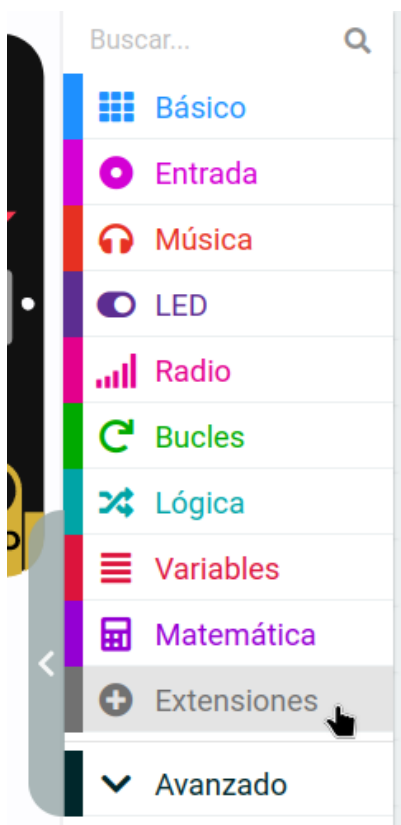 Buscar...
Básico
Entrada
Música
LED
Radio
Bucles
Lógica
Variables
Matemática
Extensiones
Avanzado